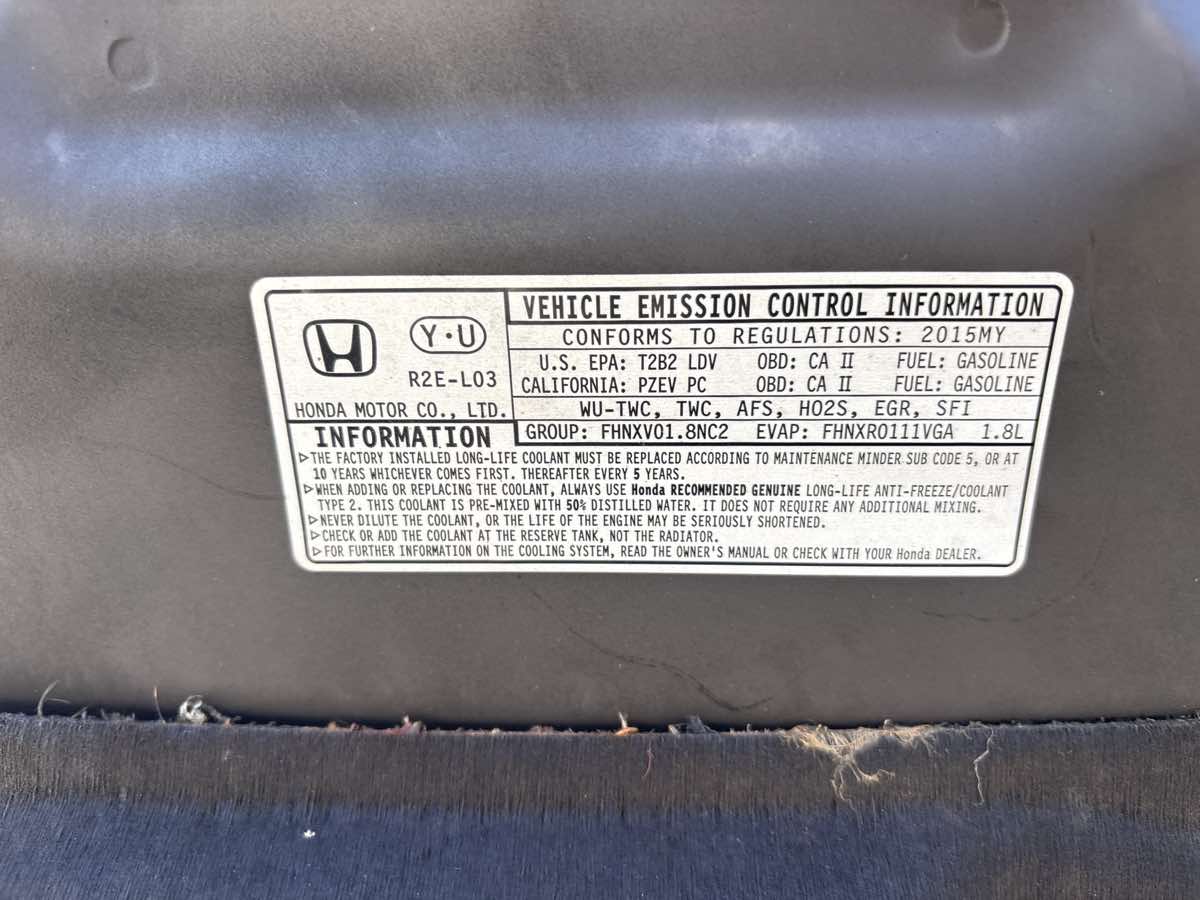 Y·U
R2E-L03
HONDA MOTOR CO., LTD.
VEHICLE EMISSION CONTROL INFORMATION
CONFORMS TO REGULATIONS: 2015MY
U.S. EPA: T2B2 LDV OBD: CA II FUEL: GASOLINE
CALIFORNIA: PZEV PC OBD: CA II FUEL: GASOLINE
WU-TWC, TWC, AFS, HO2S, EGR, SFI
GROUP: FHNXV01.8NC2 EVAP: FHNXR0111VGA 1.8L
INFORMATION
▷THE FACTORY INSTALLED LONG-LIFE COOLANT MUST BE REPLACED ACCORDING TO MAINTENANCE MINDER SUB CODE 5, OR AT
10 YEARS WHICHEVER COMES FIRST. THEREAFTER EVERY 5 YEARS.
▷WHEN ADDING OR REPLACING THE COOLANT, ALWAYS USE Honda RECOMMENDED GENUINE LONG-LIFE ANTI-FREEZE/COOLANT
TYPE 2. THIS COOLANT IS PRE-MIXED WITH 50% DISTILLED WATER. IT DOES NOT REQUIRE ANY ADDITIONAL MIXING.
▷NEVER DILUTE THE COOLANT, OR THE LIFE OF THE ENGINE MAY BE SERIOUSLY SHORTENED.
▷CHECK OR ADD THE COOLANT AT THE RESERVE TANK, NOT THE RADIATOR.
▷FOR FURTHER INFORMATION ON THE COOLING SYSTEM, READ THE OWNER'S MANUAL OR CHECK WITH YOUR Honda DEALER.